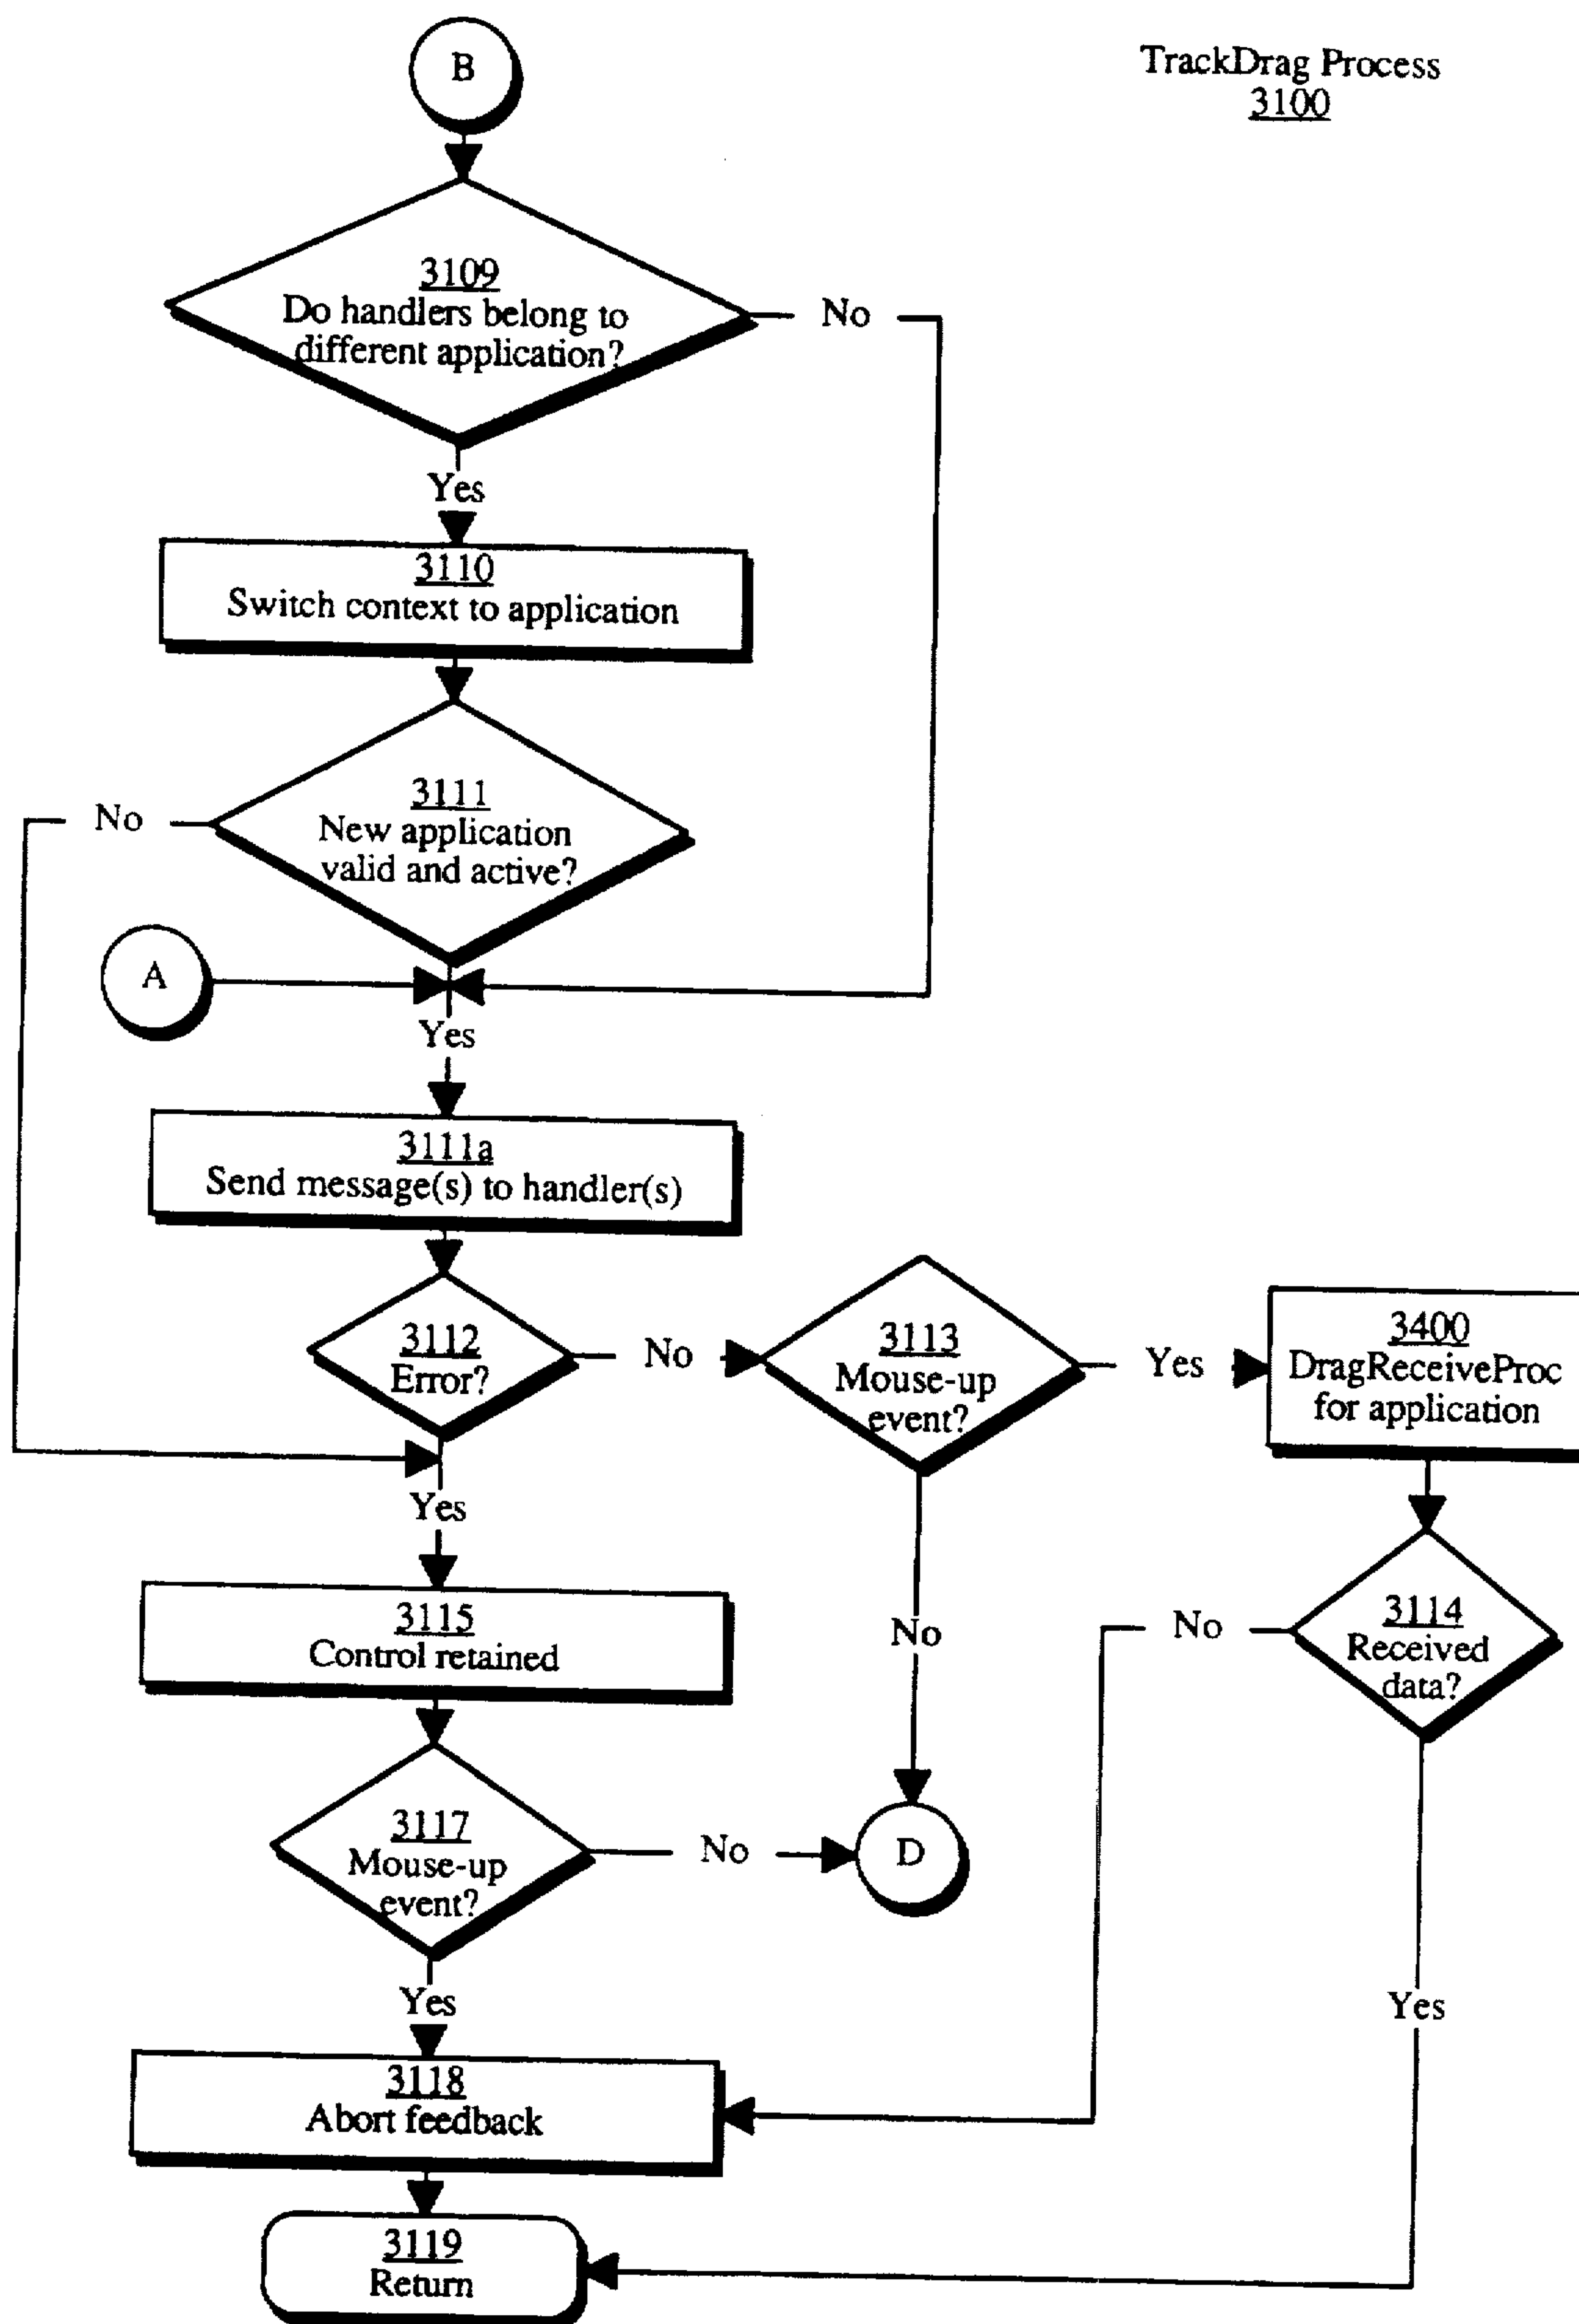 B
TrackDrag Process
3100
3109
Do handlers belong to
different application?
No
Yes
3110
Switch context to application
3111
New application
valid and active?
No
A
Yes
3111a
Send message(s) to handler(s)
3112
Error?
No
3113
Mouse-up
event?
Yes
3400
DragReceiveProc
for application
Yes
3115
Control retained
No
No
3114
Received
data?
3117
Mouse-up
event?
No
D
Yes
Yes
3118
Abort feedback
3119
Return